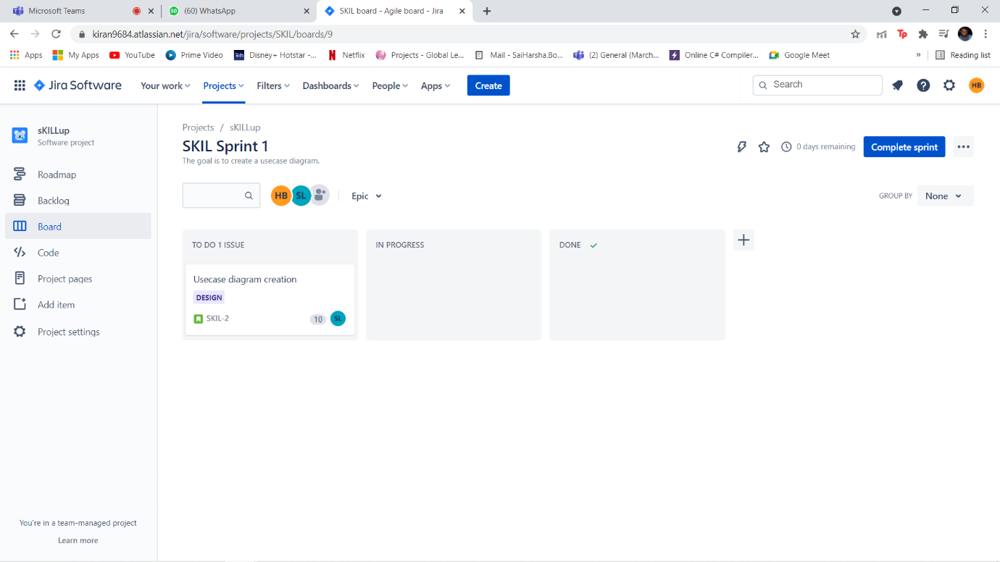 Microsoft Teams
60
(60) WhatsApp
SKIL board - Agile board - Jira
kiran9684.atlassian.net/jira/software/projects/SKIL/boards/9
Tp
Apps
My Apps
YouTube
Prime Video
Disney+ Hotstar -...
Netflix
Projects - Global Le...
Mail - SaiHarsha.Bo...
(2) General (March...
Online C# Compiler...
Google Meet
»
Reading list
Jira Software
Your work
Projects
Filters
Dashboards
People
Apps
Create
Search
HB
sKILLup
Software project
Roadmap
Backlog
Board
Code
Project pages
Add item
Project settings
You're in a team-managed project
Learn more
Projects / sKILLup
SKIL Sprint 1
The goal is to create a usecase diagram.
0 days remaining
Complete sprint
HB
SL
Epic
GROUP BY
None
TO DO 1 ISSUE
IN PROGRESS
DONE
Usecase diagram creation
DESIGN
SKIL-2
10
SL